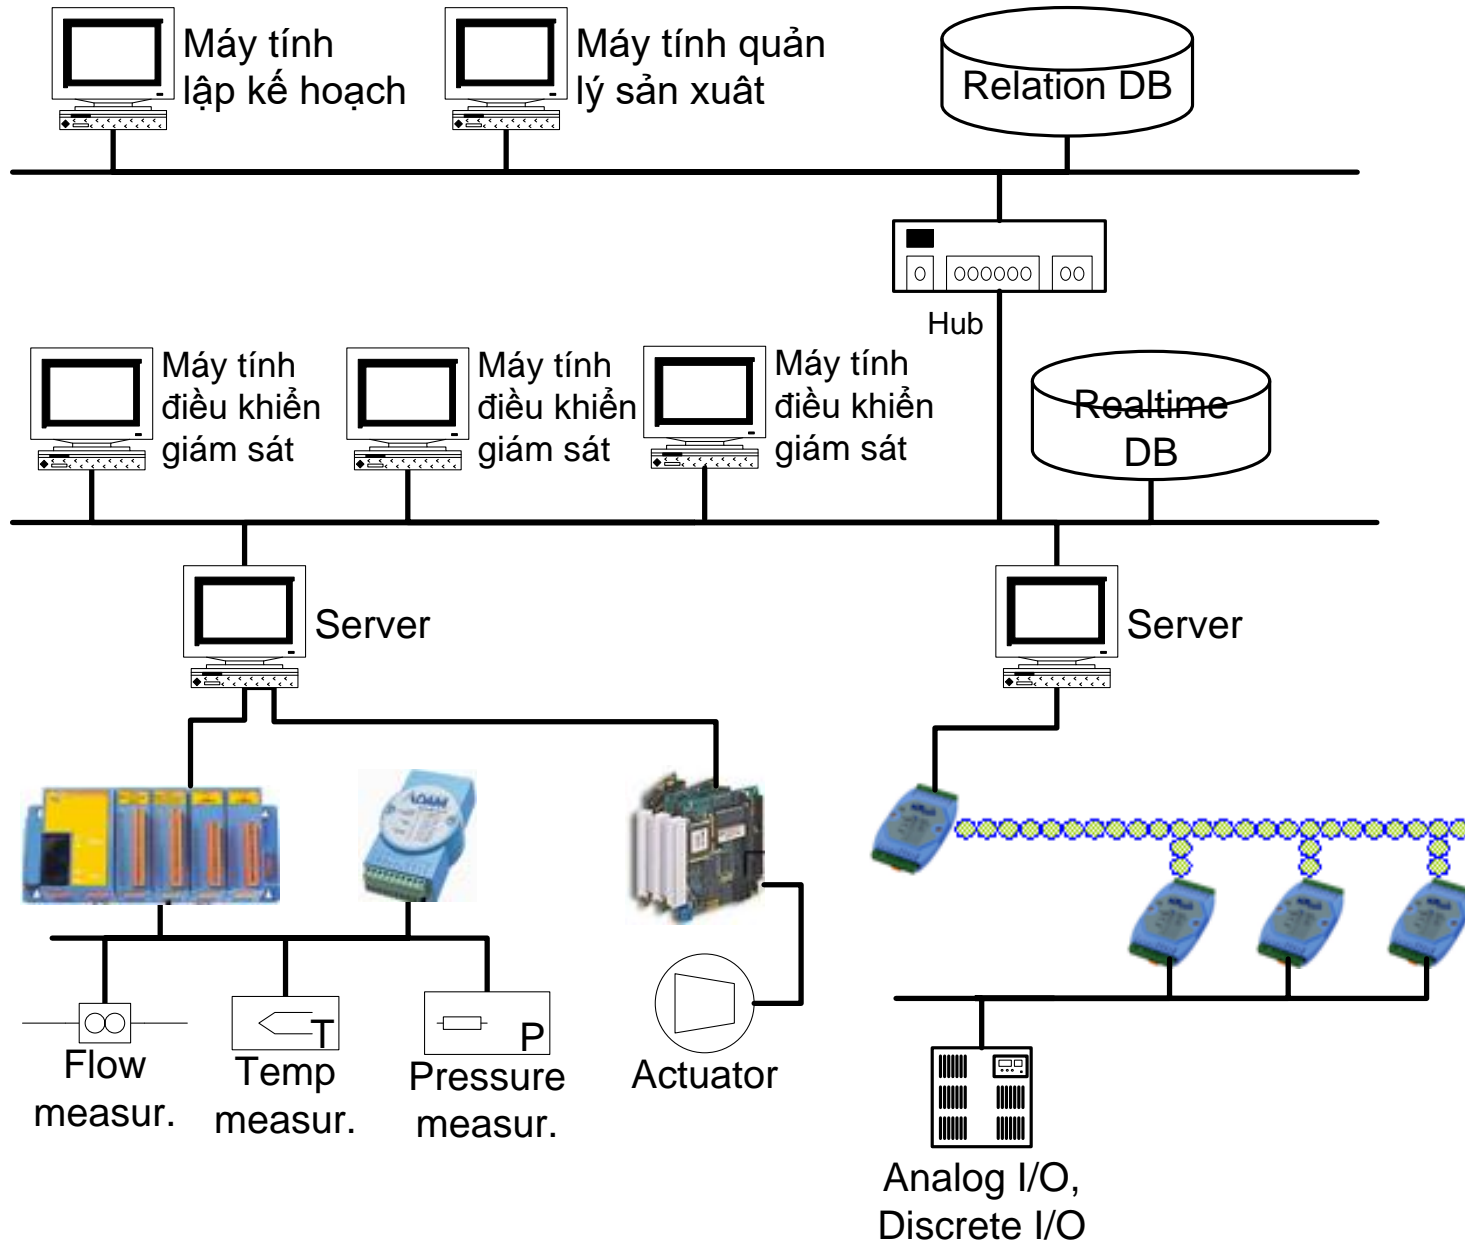 Máy tính
lập kế hoạch
Máy tính quản
lý sản xuât
Relation DB
Hub
Máy tính
điều khiển
giám sát
Máy tính
điều khiển
giám sát
Máy tính
điều khiển
giám sát
Realtime
DB
Server
Server
ADAM
T
P
Flow
measur.
Temp
measur.
Pressure
measur.
Actuator
Analog I/O,
Discrete I/O